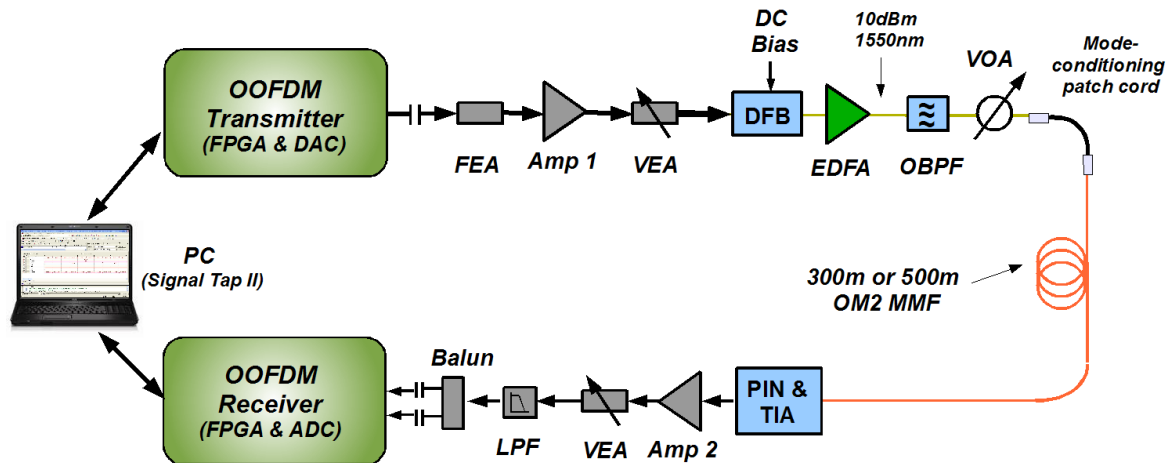 OOFDM
Transmitter
(FPGA & DAC)
FEA
Amp 1
VEA
DC
Bias
DFB
EDFA
10dBm
1550nm
OBPF
VOA
Mode-
conditioning
patch cord
PC
(Signal Tap II)
300m or 500m
OM2 MMF
OOFDM
Receiver
(FPGA & ADC)
Balun
LPF
VEA
Amp 2
PIN &
TIA